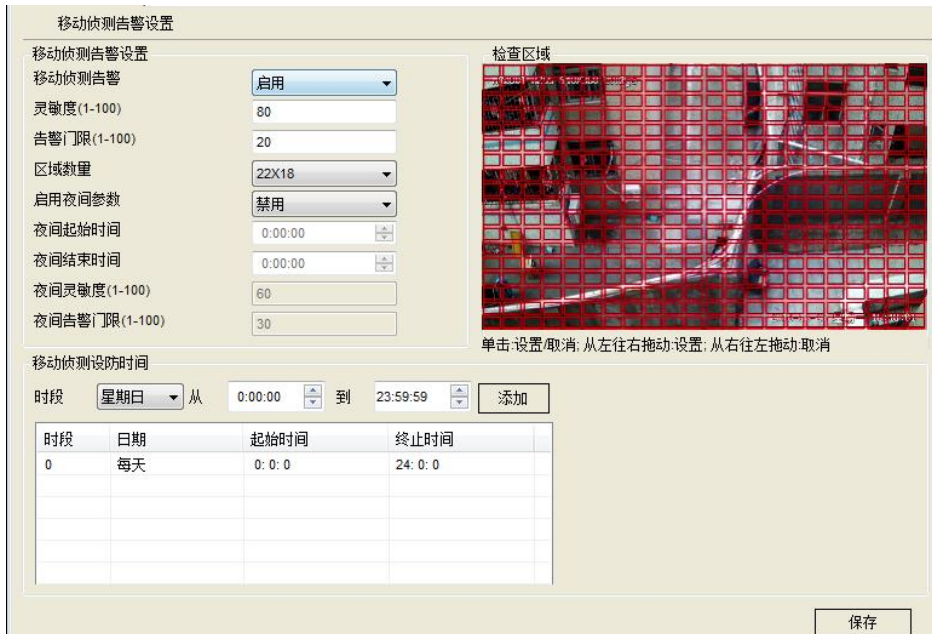 移动侦测告警设置
移动侦测告警设置
移动侦测告警 启用
灵敏度(1-100) 80
告警门限(1-100) 20
区域数量 22X18
启用夜间参数 禁用
夜间起始时间 0:00:00
夜间结束时间 0:00:00
夜间灵敏度(1-100) 60
夜间告警门限(1-100) 30
检查区域
单击:设置/取消; 从左往右拖动:设置; 从右往左拖动:取消
移动侦测设防时间
时段 星期日 从 0:00:00 到 23:59:59 添加
时段 日期 起始时间 终止时间
0 每天 0: 0: 0 24: 0: 0
保存